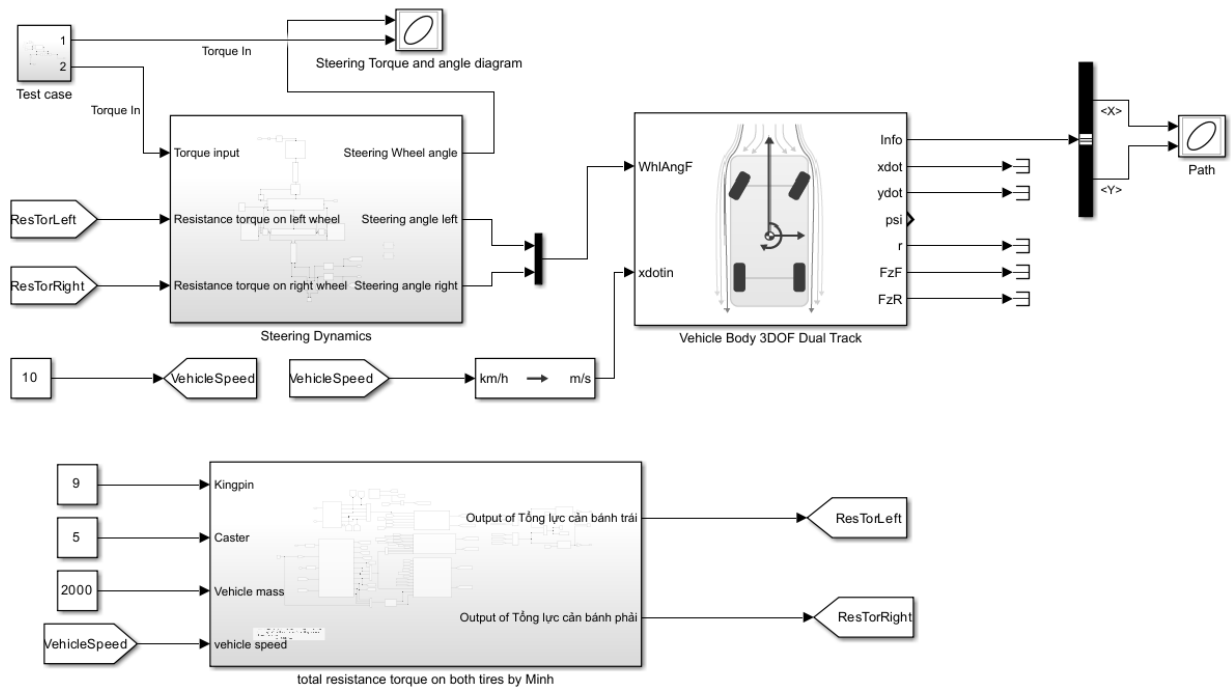 1
2
Test case
Torque In
Torque In
Steering Torque and angle diagram
Torque input
Steering Wheel angle
Resistance torque on left wheel
Steering angle left
Resistance torque on right wheel
Steering angle right
Steering Dynamics
ResTorLeft
ResTorRight
WhlAngF
xdotin
Info
xdot
ydot
psi
r
FzF
FzR
Vehicle Body 3DOF Dual Track
<X>
<Y>
Path
10
VehicleSpeed
VehicleSpeed
km/h
m/s
9
5
2000
VehicleSpeed
Kingpin
Caster
Vehicle mass
vehicle speed
Output of Tổng lực cản bánh trái
Output of Tổng lực cản bánh phải
total resistance torque on both tires by Minh
ResTorLeft
ResTorRight